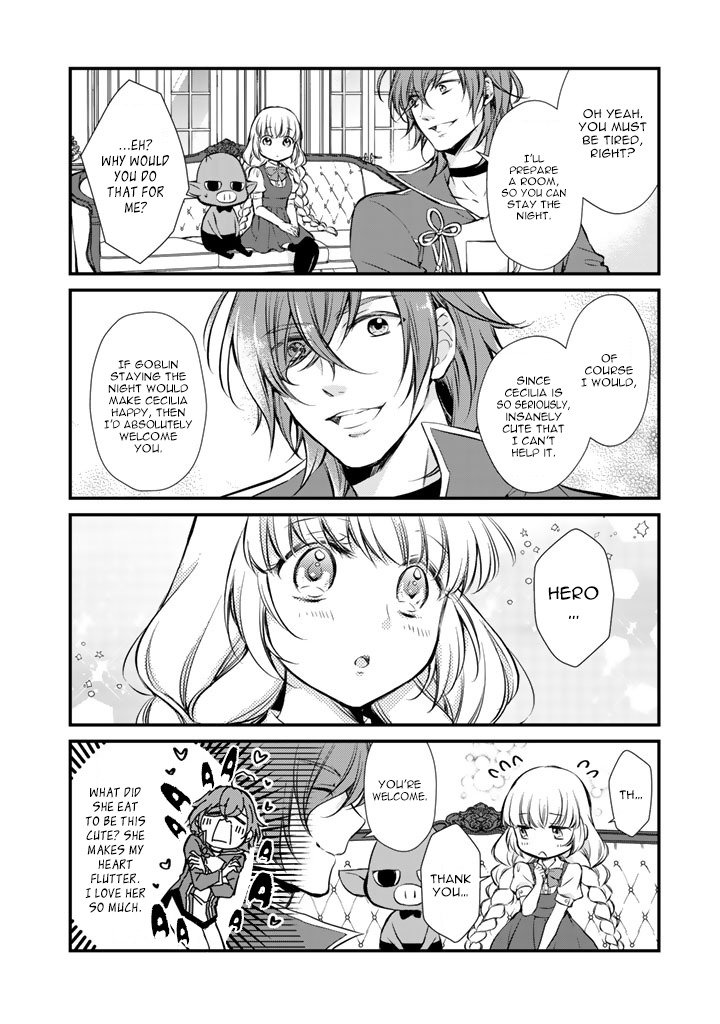 OH YEAH.
YOU MUST
BE TIRED,
RIGHT?
I'LL
PREPARE
A ROOM,
SO YOU CAN
STAY THE
NIGHT.
...EH?
WHY WOULD
YOU DO
THAT FOR
ME?
OF
COURSE
I WOULD,
SINCE
CECILIA IS
SO SERIOUSLY,
INSANELY
CUTE THAT
I CAN'T
HELP IT.
IF GOBLIN
STAYING THE
NIGHT WOULD
MAKE CECILIA
HAPPY, THEN
I'D ABSOLUTELY
WELCOME
YOU.
HERO
...
TH...
THANK
YOU...
YOU'RE
WELCOME.
WHAT DID
SHE EAT
TO BE THIS
CUTE? SHE
MAKES MY
HEART
FLUTTER.
I LOVE HER
SO MUCH.
A
A
A
A
A
A
A
A